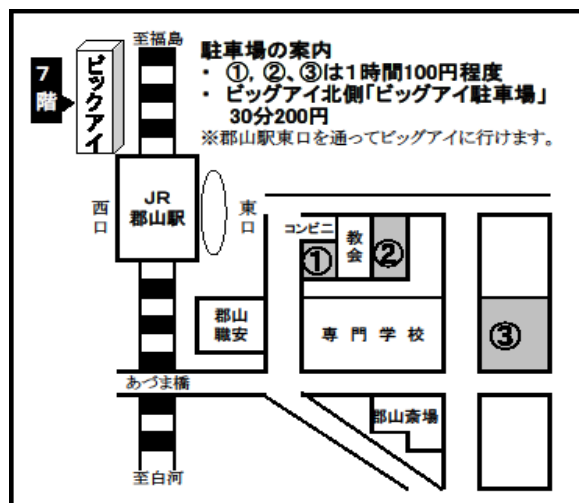 至福島
7階
ビックアイ
駐車場の案内
・ ①,②、③は1時間100円程度
・ ビッグアイ北側「ビッグアイ駐車場」
30分200円
※郡山駅東口を通ってビッグアイに行けます。
西口
JR
郡山駅
東口
コンビニ
①
教会
②
郡山
職安
専門学校
③
あづま橋
郡山斎場
至白河